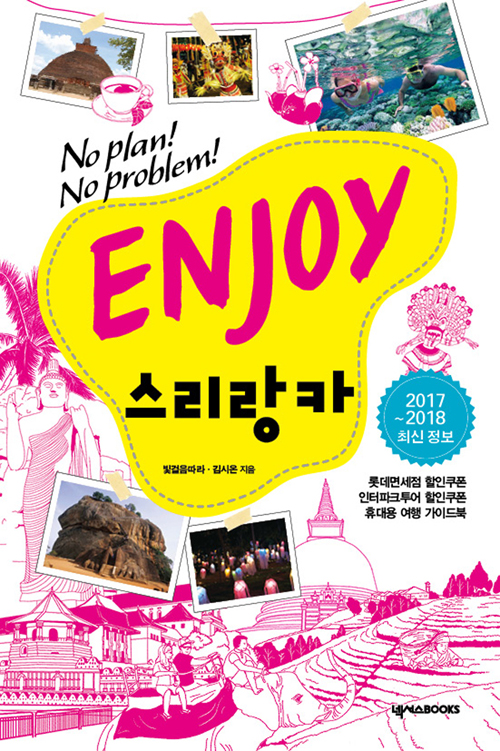 No plan!
No problem!
ENJOY
스리랑카
빛걸음따라 · 김시온 지음
2017
~2018
최신 정보
롯데면세점 할인쿠폰
인터파크투어 할인쿠폰
휴대용 여행 가이드북
넥서스BOOKS